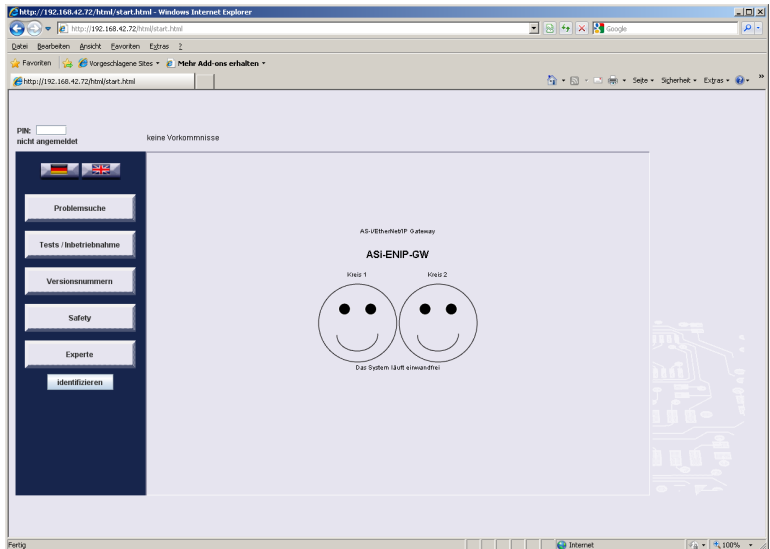 http://192.168.42.72/html/start.html - Windows Internet Explorer
http://192.168.42.72/html/start.html
Google
Datei Bearbeiten Ansicht Favoriten Extras ?
Favoriten Vorgeschlagene Sites Mehr Add-ons erhalten
http://192.168.42.72/html/start.html
Seite Sicherheit Extras
PIN:
nicht angemeldet
keine Vorkommnisse
Problemsuche
Tests / Inbetriebnahme
Versionsnummern
Safety
Experte
identifizieren
AS-i/EtherNet/IP Gateway
ASi-ENIP-GW
Kreis 1
Kreis 2
Das System läuft einwandfrei
Fertig
Internet
100%